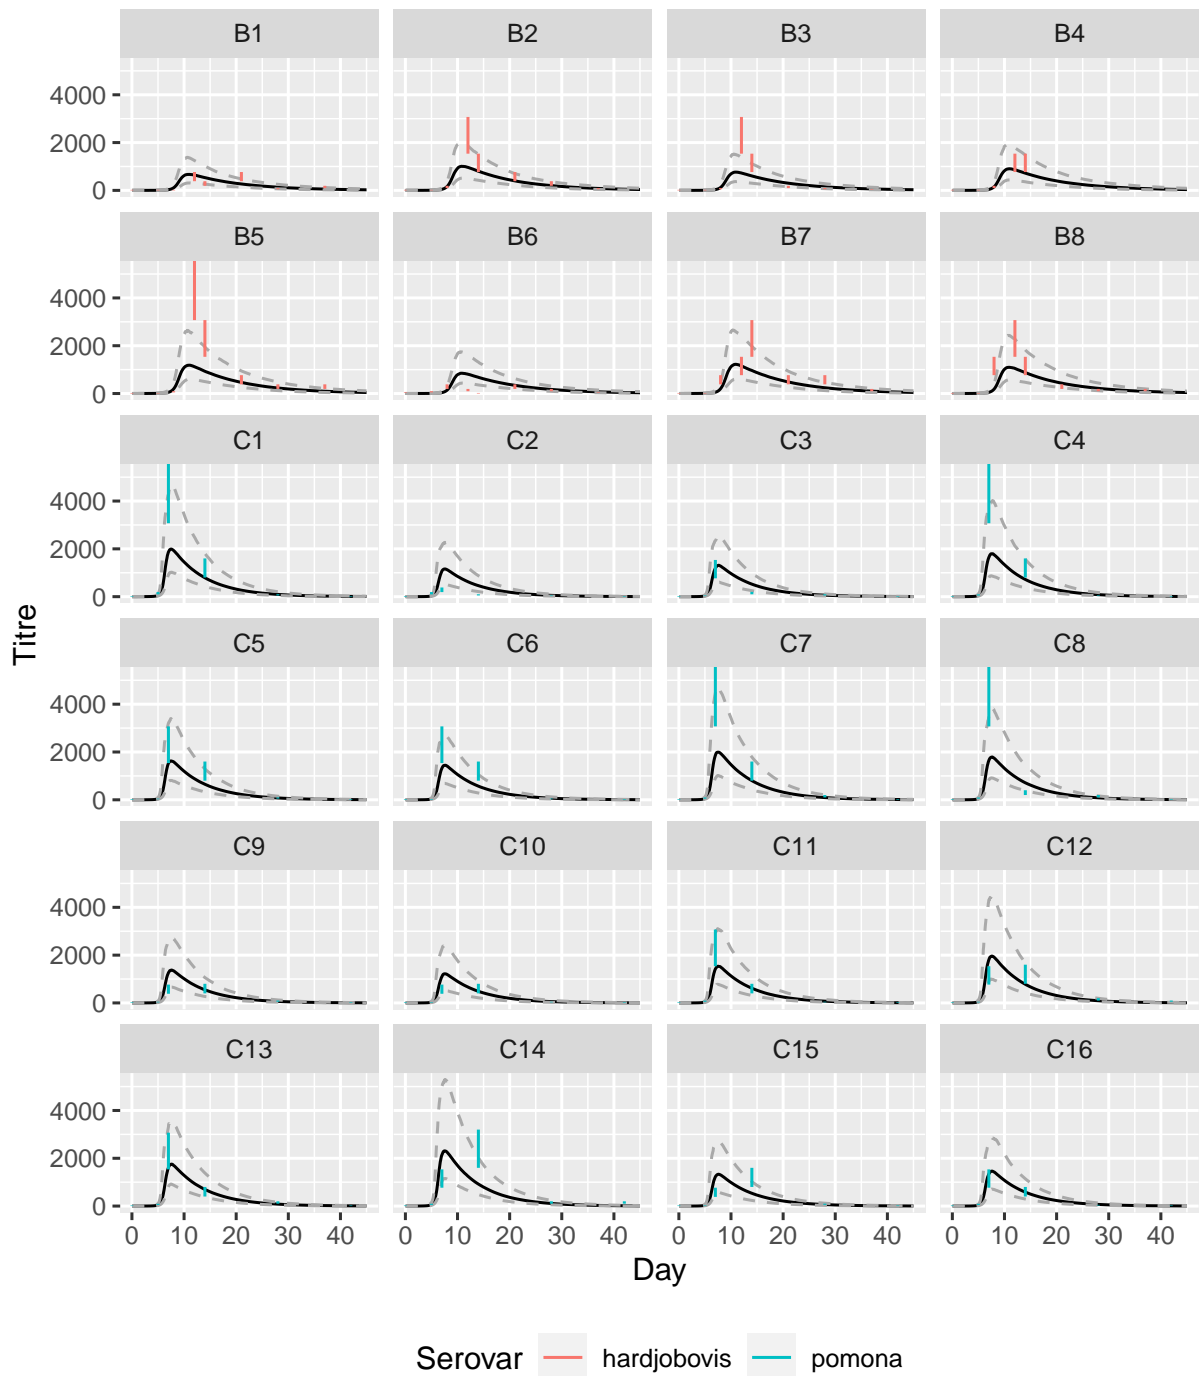 B1 B2 B3 B4
4000
2000
0
B5 B6 B7 B8
4000
2000
0
C1 C2 C3 C4
4000
2000
0
C5 C6 C7 C8
4000
2000
0
C9 C10 C11 C12
4000
2000
0
C13 C14 C15 C16
4000
2000
0
0 10 20 30 40 0 10 20 30 40 0 10 20 30 40 0 10 20 30 40
Titre
Day
Serovar hardjobovis pomona